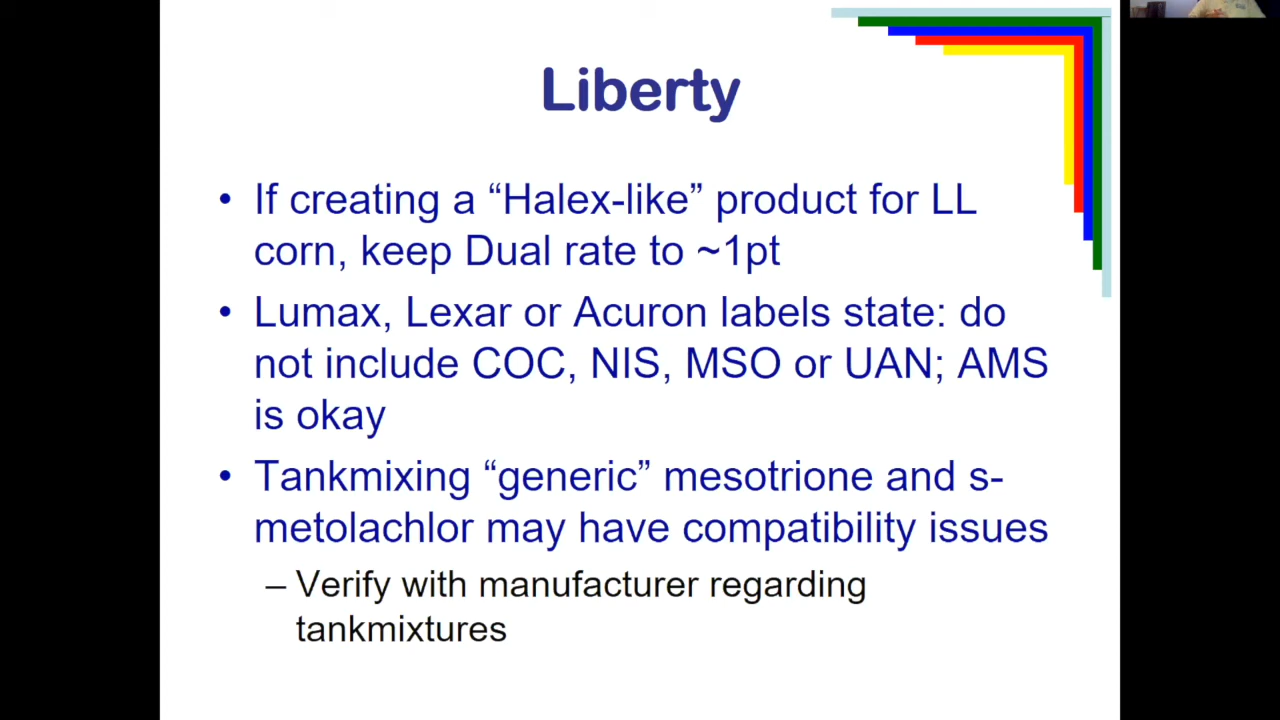 Liberty
• If creating a “Halex-like” product for LL
corn, keep Dual rate to ~1pt
• Lumax, Lexar or Acuron labels state: do
not include COC, NIS, MSO or UAN; AMS
is okay
• Tankmixing “generic” mesotrione and s-
metolachlor may have compatibility issues
– Verify with manufacturer regarding
tankmixtures